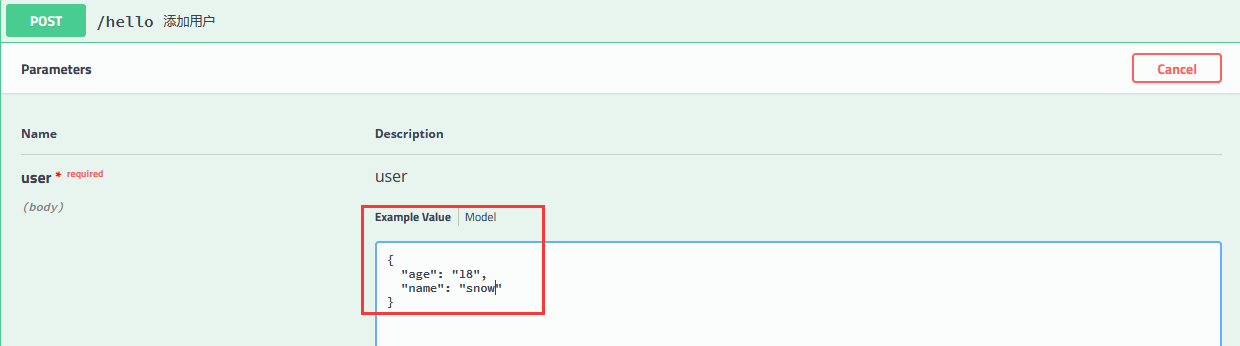 POST /hello 添加用户
Parameters Cancel
Name Description
user * required user
(body)
Example Value Model
{
"age": "18",
"name": "snow"
}